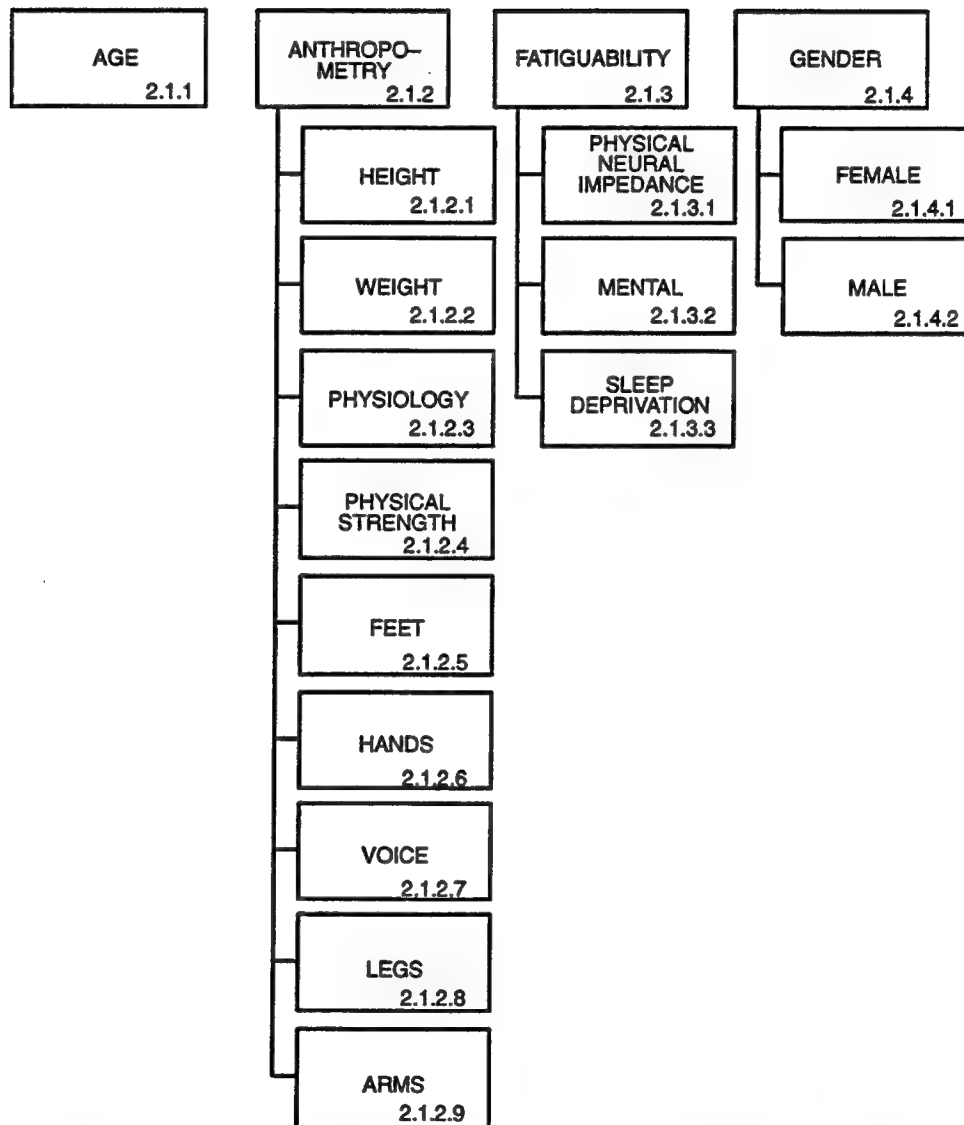 AGE
2.1.1
ANTHROPO–
METRY
2.1.2
HEIGHT
2.1.2.1
WEIGHT
2.1.2.2
PHYSIOLOGY
2.1.2.3
PHYSICAL
STRENGTH
2.1.2.4
FEET
2.1.2.5
HANDS
2.1.2.6
VOICE
2.1.2.7
LEGS
2.1.2.8
ARMS
2.1.2.9
FATIGUABILITY
2.1.3
PHYSICAL
NEURAL
IMPEDANCE
2.1.3.1
MENTAL
2.1.3.2
SLEEP
DEPRIVATION
2.1.3.3
GENDER
2.1.4
FEMALE
2.1.4.1
MALE
2.1.4.2